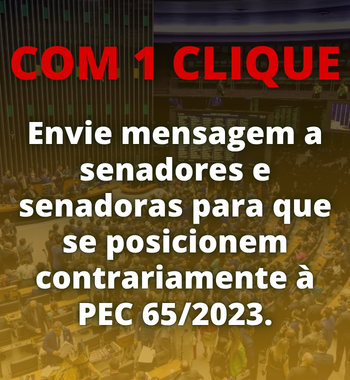 COM 1 CLIQUE
Envie mensagem a
senadores e
senadoras para que
se posicionem
contrariamente à
PEC 65/2023.